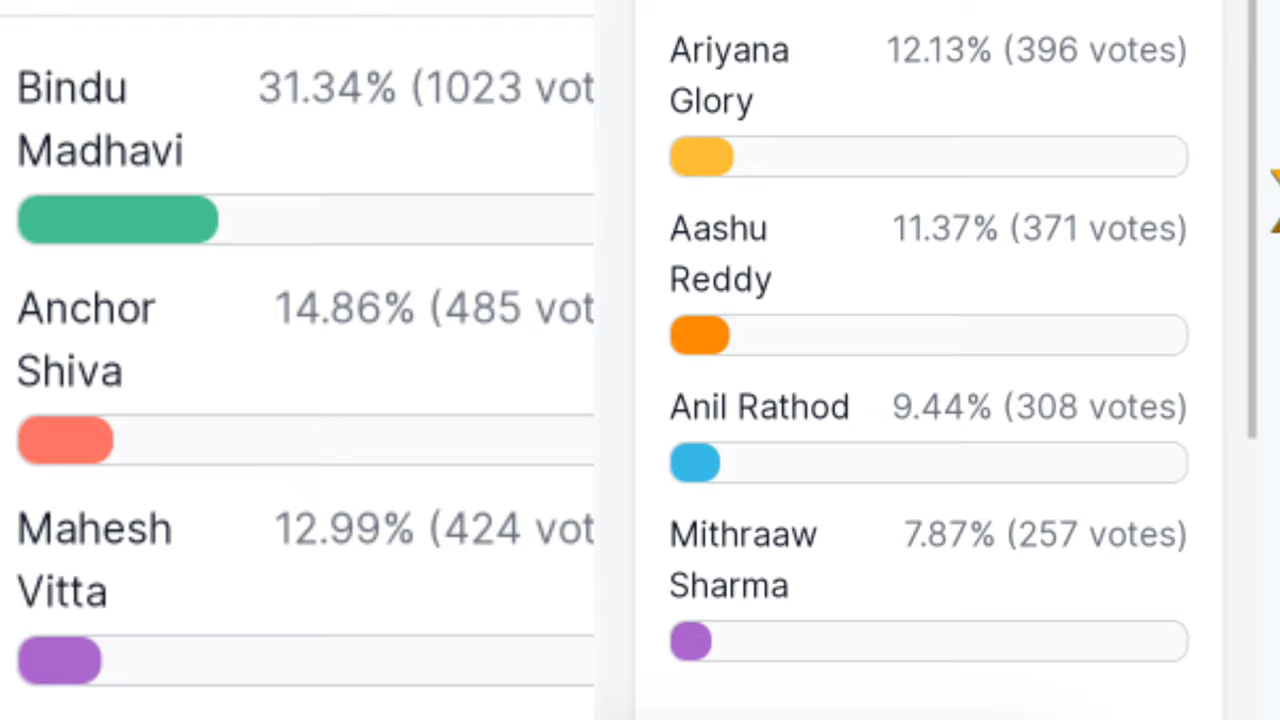 Bindu 31.34% (1023 vot
Madhavi
Anchor 14.86% (485 vot
Shiva
Mahesh 12.99% (424 vot
Vitta
Ariyana 12.13% (396 votes)
Glory
Aashu 11.37% (371 votes)
Reddy
Anil Rathod 9.44% (308 votes)
Mithraaw 7.87% (257 votes)
Sharma